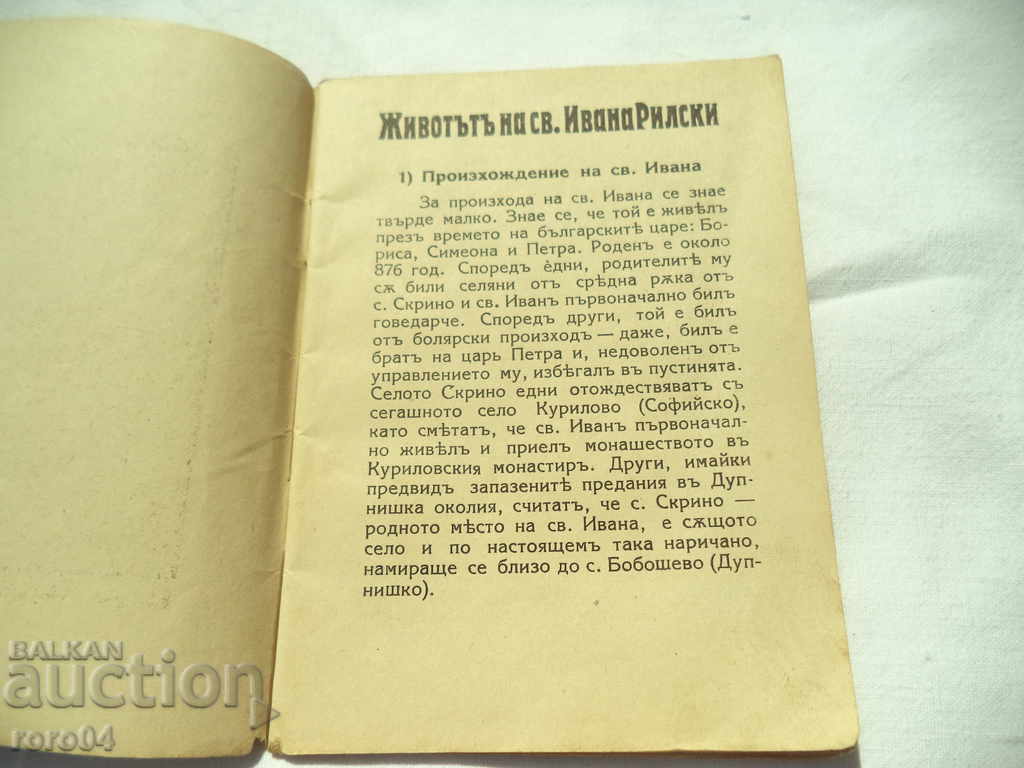 Животътъ на св. Ивана Рилски
1) Произхождение на св. Ивана
За произхода на св. Ивана се знае
твърде малко. Знае се, че той е живѣлъ
презъ времето на българскитѣ царе: Бо-
риса, Симеона и Петра. Роденъ е около
876 год. Споредъ ѐдни, родителитѣ му
сѫ били селяни отъ срѣдна рѫка отъ
с. Скрино и св. Иванъ първоначално билъ
говедарче. Споредъ други, той е билъ
отъ болярски произходъ — даже, билъ е
братъ на царь Петра и, недоволенъ отъ
управлението му, избѣгалъ въ пустинята.
Селото Скрино едни отождествяватъ съ
сегашното село Курилово (Софийско),
като смѣтатъ, че св. Иванъ първоначал-
но живѣлъ и приелъ монашеството въ
Куриловския монастиръ. Други, имайки
предвидъ запазенитѣ предания въ Дуп-
нишка околия, считатъ, че с. Скрино —
родното мѣсто на св. Ивана, е сѫщото
село и по настоящемъ така наричано,
намираще се близо до с. Бобошево (Дуп-
нишко).
BALKAN
auction
roro04